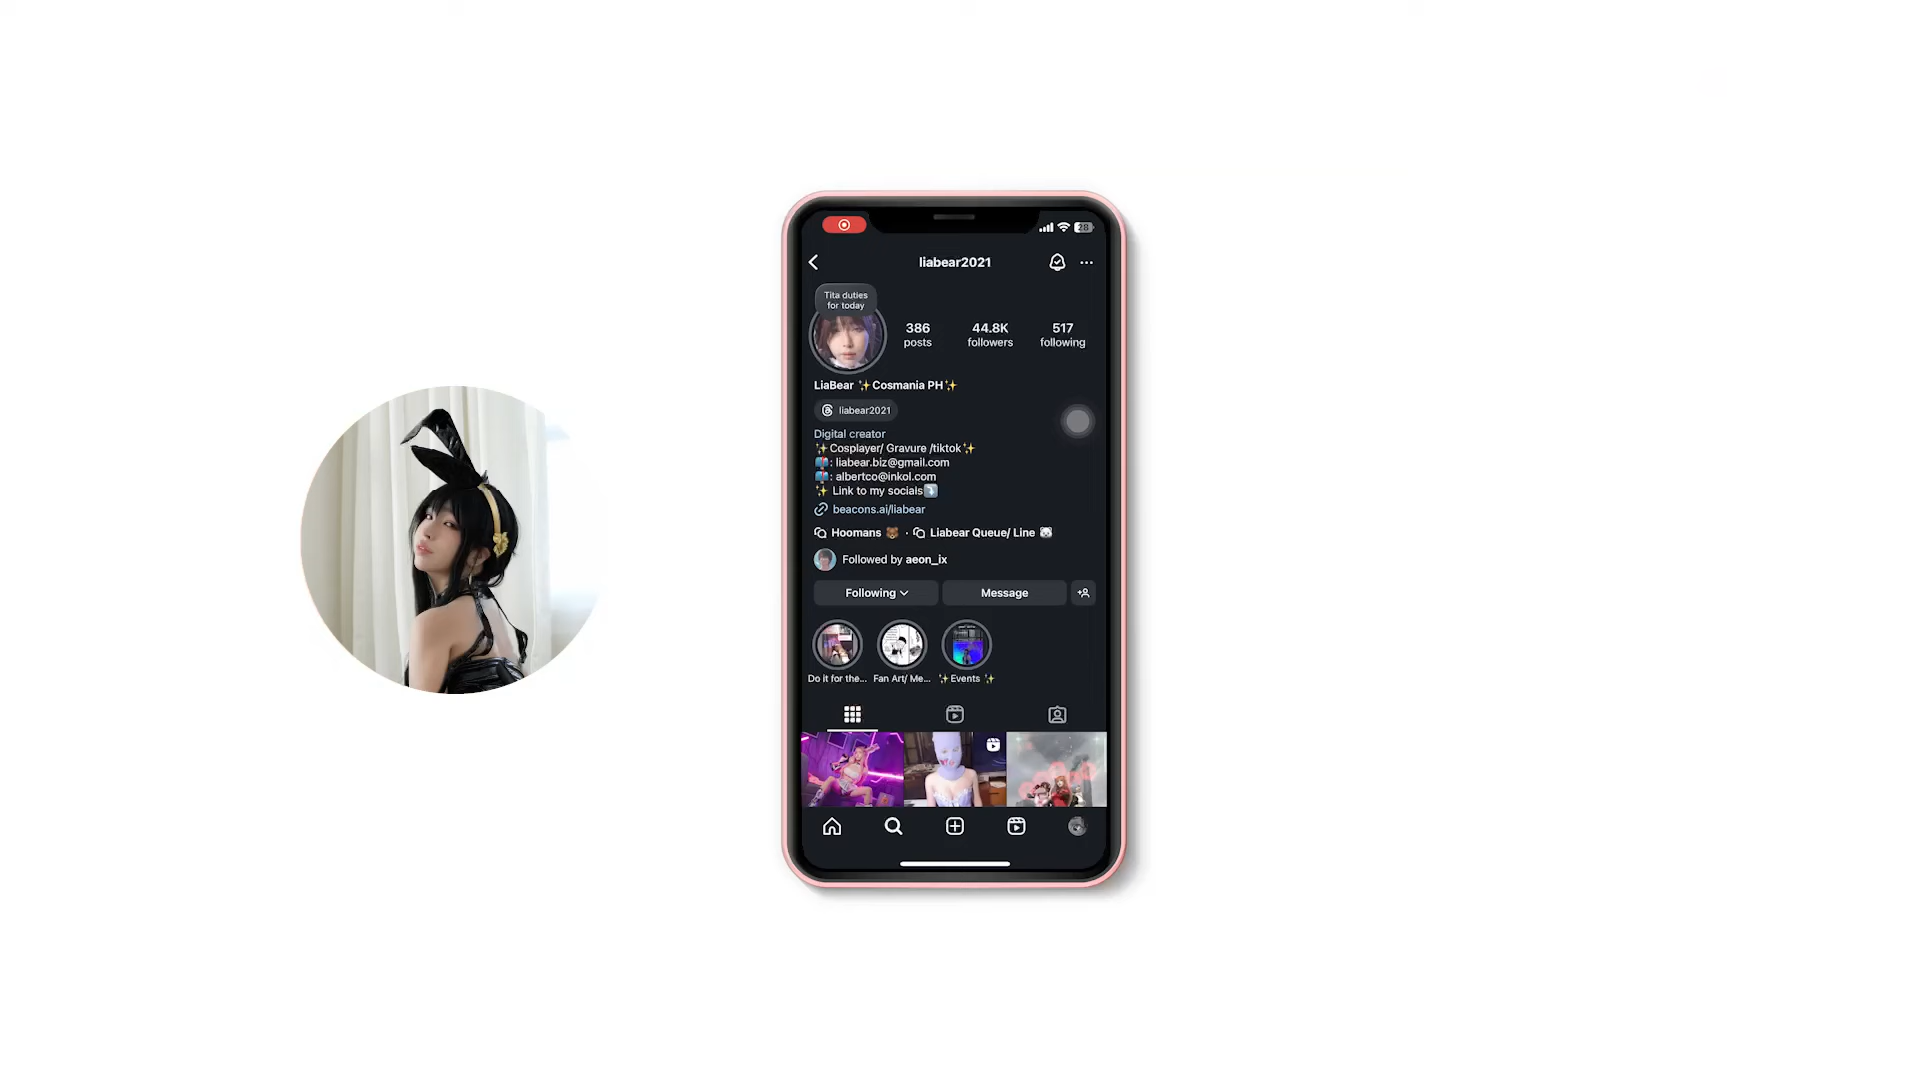 28
liabear2021
Tita duties
for today
386
posts
44.8K
followers
517
following
LiaBear ✨Cosmania PH✨
liabear2021
Digital creator
✨Cosplayer/ Gravure /tiktok✨
📫: liabear.biz@gmail.com
📫: albertco@inkol.com
✨ Link to my socials⤵️
beacons.ai/liabear
Hoomans 🐻 · Liabear Queue/ Line 🐻‍❄️
Followed by aeon_ix
Following
Message
Do it for the...
Fan Art/ Me...
✨Events ✨